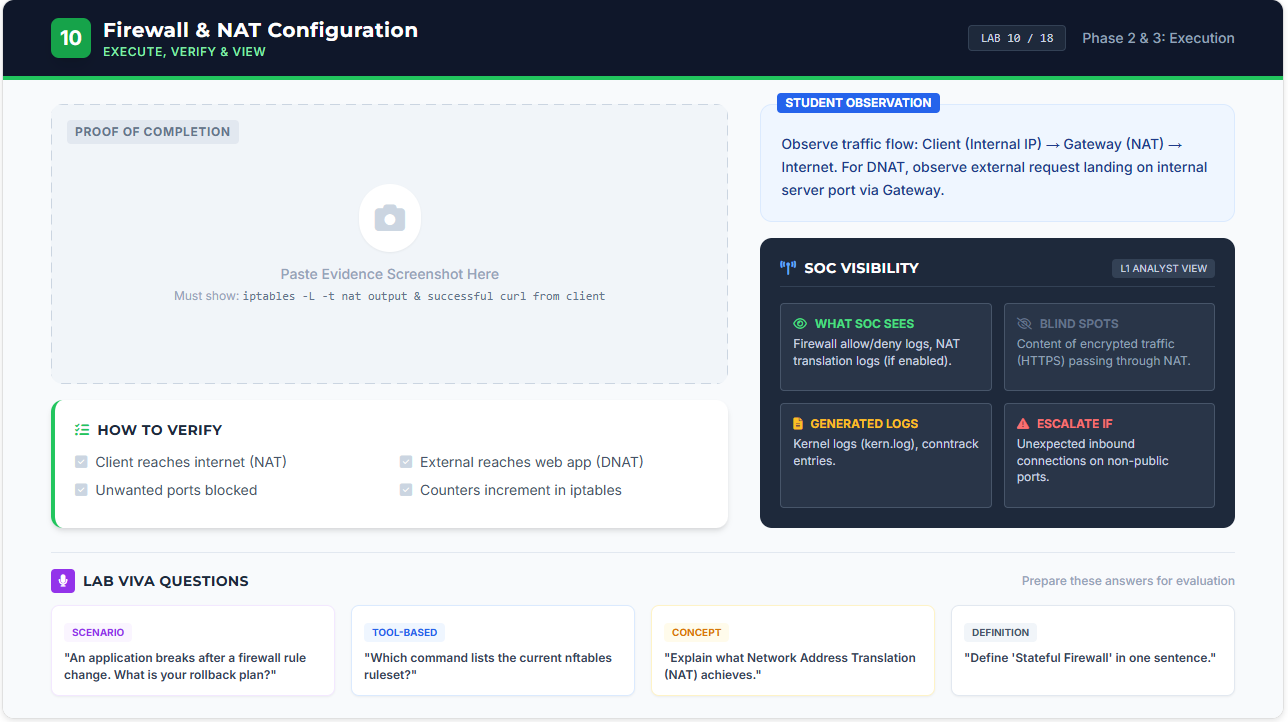 10
Firewall & NAT Configuration
EXECUTE, VERIFY & VIEW
LAB 10 / 18
Phase 2 & 3: Execution
PROOF OF COMPLETION
Paste Evidence Screenshot Here
Must show: iptables -L -t nat output & successful curl from client
HOW TO VERIFY
Client reaches internet (NAT)
External reaches web app (DNAT)
Unwanted ports blocked
Counters increment in iptables
STUDENT OBSERVATION
Observe traffic flow: Client (Internal IP) → Gateway (NAT) →
Internet. For DNAT, observe external request landing on internal
server port via Gateway.
SOC VISIBILITY
L1 ANALYST VIEW
WHAT SOC SEES
Firewall allow/deny logs, NAT
translation logs (if enabled).
BLIND SPOTS
Content of encrypted traffic
(HTTPS) passing through NAT.
GENERATED LOGS
Kernel logs (kern.log), conntrack
entries.
ESCALATE IF
Unexpected inbound
connections on non-public
ports.
LAB VIVA QUESTIONS
Prepare these answers for evaluation
SCENARIO
"An application breaks after a firewall rule
change. What is your rollback plan?"
TOOL-BASED
"Which command lists the current nftables
ruleset?"
CONCEPT
"Explain what Network Address Translation
(NAT) achieves."
DEFINITION
"Define 'Stateful Firewall' in one sentence."